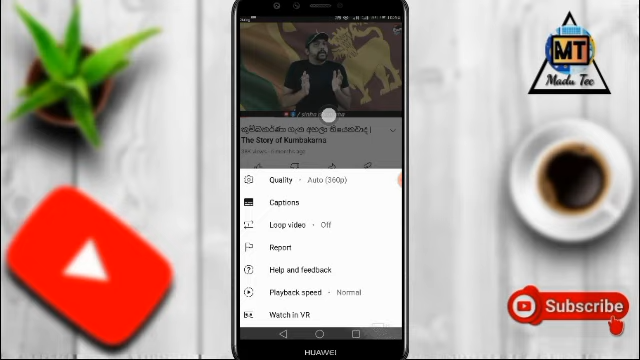 MT
Madu Tec
The Story of Kumbakarna
Quality · Auto (360p)
Captions
Loop video · Off
Report
Help and feedback
Playback speed · Normal
Watch in VR
Subscribe
HUAWEI